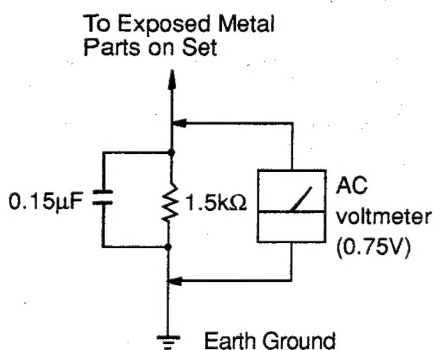 To Exposed Metal
Parts on Set
0.15µF
1.5kΩ
AC
voltmeter
(0.75V)
Earth Ground